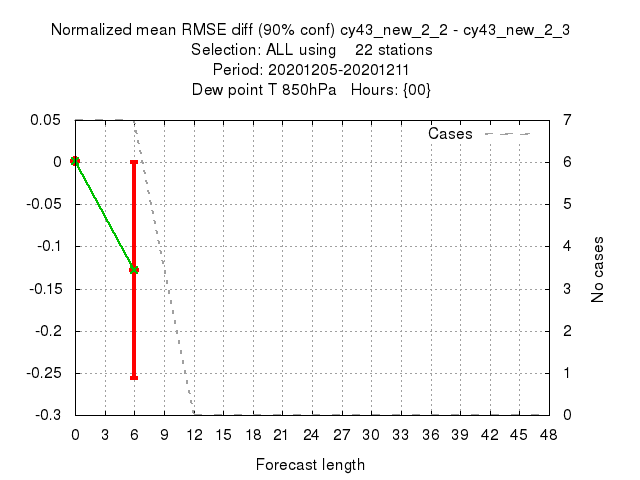 Normalized mean RMSE diff (90% conf) cy43_new_2_2 - cy43_new_2_3
Selection: ALL using 22 stations
Period: 20201205-20201211
Dew point T 850hPa Hours: {00}
Cases
0.05
0
-0.05
-0.1
-0.15
-0.2
-0.25
-0.3
7
6
5
4
3
2
1
0
No cases
0 3 6 9 12 15 18 21 24 27 30 33 36 39 42 45 48
Forecast length